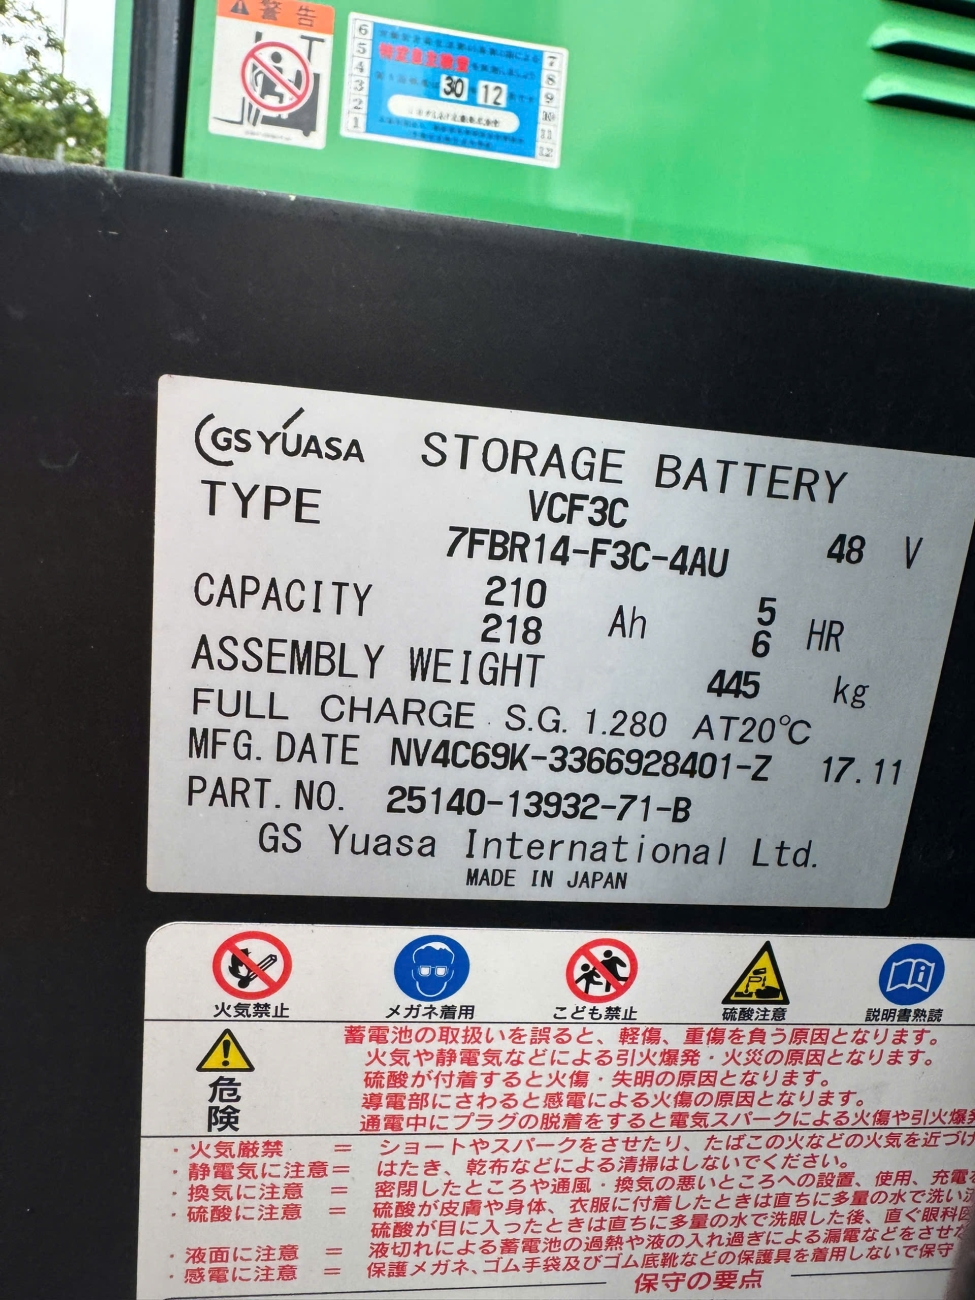 警告
6 5 4 3 2 1
特定自主検査
30 12
7 8 9 10 11 12
GS YUASA STORAGE BATTERY
TYPE VCF3C
7FBR14-F3C-4AU 48 V
CAPACITY 210 Ah 5 HR
218 6
ASSEMBLY WEIGHT 445 kg
FULL CHARGE S.G. 1.280 AT20℃
MFG.DATE NV4C69K-3366928401-Z 17.11
PART.NO. 25140-13932-71-B
GS Yuasa International Ltd.
MADE IN JAPAN
火気禁止 メガネ着用 こども禁止 硫酸注意 説明書熟読
危険
蓄電池の取扱いを誤ると、軽傷、重傷を負う原因となります。
火気や静電気などによる引火爆発・火災の原因となります。
硫酸が付着すると火傷・失明の原因となります。
導電部にさわると感電による火傷の原因となります。
通電中にプラグの脱着をすると電気スパークによる火傷や引火爆発
・火気厳禁 = ショートやスパークをさせたり、たばこの火などの火気を近づけ
・静電気に注意= はたき、乾布などによる清掃はしないでください。
・換気に注意 = 密閉したところや通風・換気の悪いところへの設置、使用、充電
・硫酸に注意 = 硫酸が皮膚や身体、衣服に付着したときは直ちに多量の水で洗い
硫酸が目に入ったときは直ちに多量の水で洗眼した後、直ぐ眼科
・液面に注意 = 液切れによる蓄電池の過熱や液の入れ過ぎによる漏電などをさせ
・感電に注意 = 保護メガネ、ゴム手袋及びゴム底靴などの保護具を着用しないで保守
保守の要点